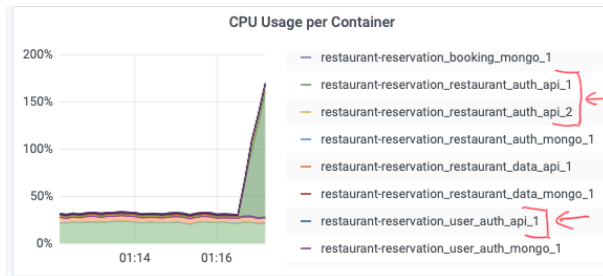 CPU Usage per Container
200%
150%
100%
50%
0%
01:14
01:16
restaurant-reservation_booking_mongo_1
restaurant-reservation_restaurant_auth_api_1
restaurant-reservation_restaurant_auth_api_2
restaurant-reservation_restaurant_auth_mongo_1
restaurant-reservation_restaurant_data_api_1
restaurant-reservation_restaurant_data_mongo_1
restaurant-reservation_user_auth_api_1
restaurant-reservation_user_auth_mongo_1